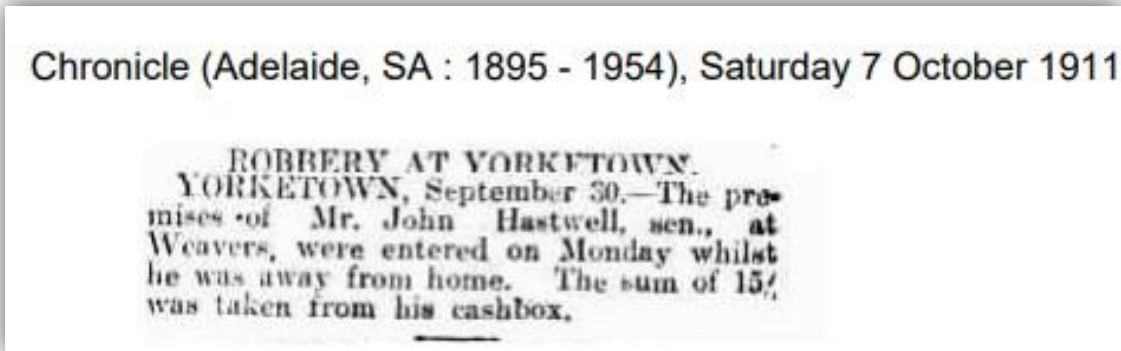 Chronicle (Adelaide, SA : 1895 - 1954), Saturday 7 October 1911
ROBBERY AT YORKETOWN.
YORKETOWN, September 30.—The pre-
mises of Mr. John Hastwell, sen., at
Weavers, were entered on Monday whilst
he was away from home. The sum of 15/
was taken from his cashbox.